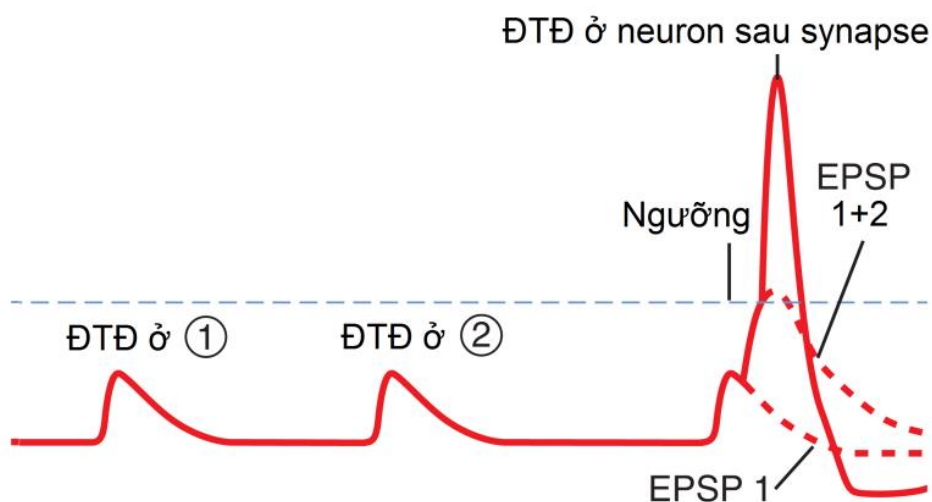 ĐTĐ ở neuron sau synapse
EPSP
1+2
Ngưỡng
ĐTĐ ở ①
ĐTĐ ở ②
EPSP 1